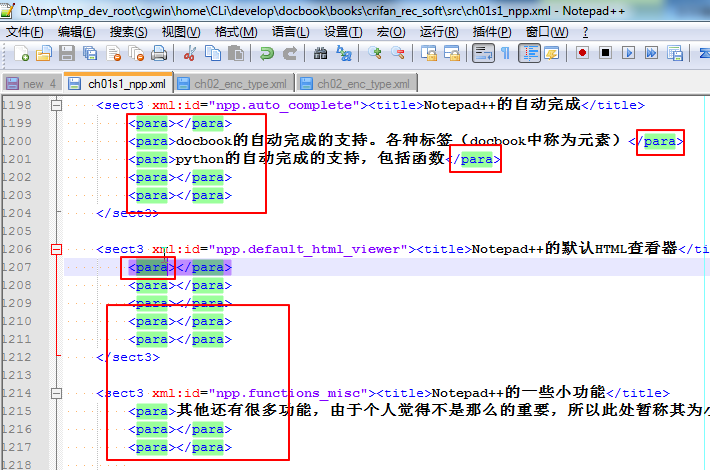 D:\tmp\tmp_dev_root\cgwin\home\CLi\develop\docbook\books\crifan_rec_soft\src\ch01s1_npp.xml - Notepad++
文件(F) 编辑(E) 搜索(S) 视图(V) 格式(M) 语言(L) 设置(T) 宏(O) 运行(R) 插件(P) 窗口(W) ?
new 4 ch01s1_npp.xml ch02_enc_type.xml ch02_enc_type.xml
1198 <sect3 xml:id="npp.auto_complete"><title>Notepad++的自动完成</title>
1199 <para></para>
1200 <para>docbook的自动完成的支持。各种标签（docbook中称为元素）</para>
1201 <para>python的自动完成的支持，包括函数</para>
1202 <para></para>
1203 <para></para>
1204 </sect3>
1205
1206 <sect3 xml:id="npp.default_html_viewer"><title>Notepad++的默认HTML查看器</ti
1207 <para></para>
1208 <para></para>
1209 <para></para>
1210 <para></para>
1211 <para></para>
1212 </sect3>
1213
1214 <sect3 xml:id="npp.functions_misc"><title>Notepad++的一些小功能</title>
1215 <para>其他还有很多功能，由于个人觉得不是那么的重要，所以此处暂称其为小
1216 <para></para>
1217 <para></para>
1218